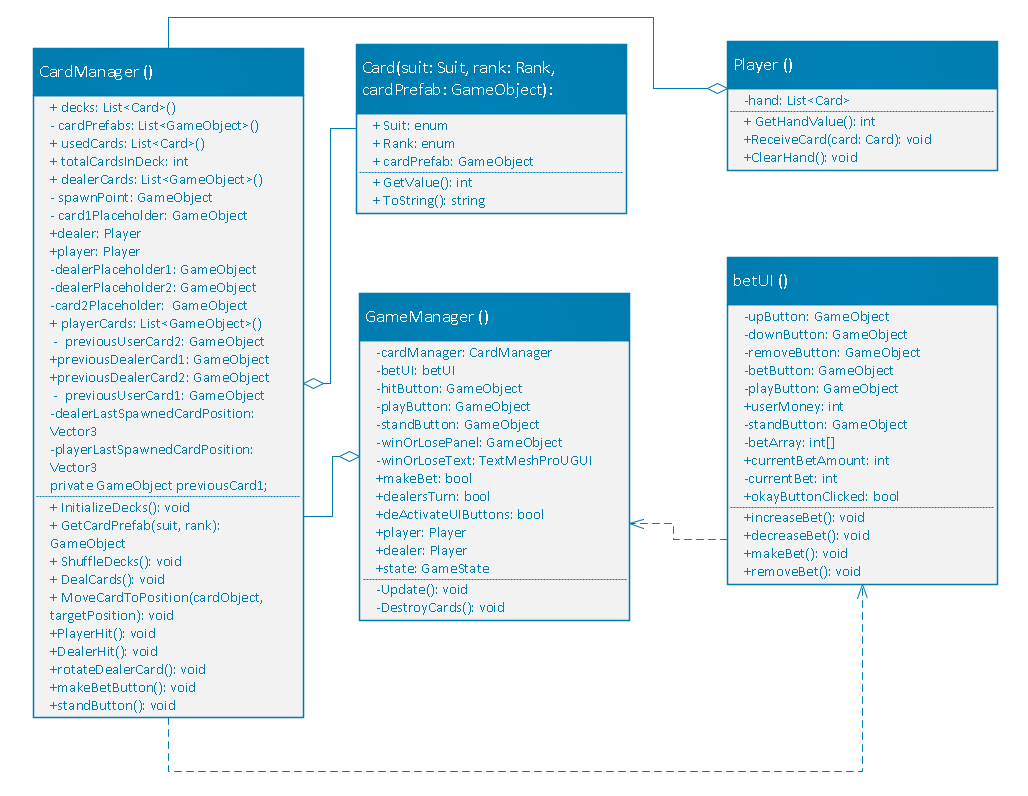 CardManager ()
+ decks: List<Card>()
- cardPrefabs: List<GameObject>()
+ usedCards: List<Card>()
+ totalCardsInDeck: int
+ dealerCards: List<GameObject>()
- spawnPoint: GameObject
- card1Placeholder: GameObject
+dealer: Player
+player: Player
-dealerPlaceholder1: GameObject
-dealerPlaceholder2: GameObject
-card2Placeholder:  GameObject
+ playerCards: List<GameObject>()
-  previousUserCard2: GameObject
+previousDealerCard1: GameObject
+previousDealerCard2: GameObject
-  previousUserCard1: GameObject
-dealerLastSpawnedCardPosition:
Vector3
-playerLastSpawnedCardPosition:
Vector3
private GameObject previousCard1;
+ InitializeDecks(): void
+ GetCardPrefab(suit, rank):
GameObject
+ ShuffleDecks(): void
+ DealCards(): void
+ MoveCardToPosition(cardObject,
targetPosition): void
+PlayerHit(): void
+DealerHit(): void
+rotateDealerCard(): void
+makeBetButton(): void
+standButton(): void
Card(suit: Suit, rank: Rank,
cardPrefab: GameObject):
+ Suit: enum
+ Rank: enum
+ cardPrefab: GameObject
+ GetValue(): int
+ ToString(): string
Player ()
-hand: List<Card>
+ GetHandValue(): int
+ReceiveCard(card: Card): void
+ClearHand(): void
GameManager ()
-cardManager: CardManager
-betUI: betUI
-hitButton: GameObject
-playButton: GameObject
-standButton: GameObject
-winOrLosePanel: GameObject
-winOrLoseText: TextMeshProUGUI
+makeBet: bool
+dealersTurn: bool
+deActivateUIButtons: bool
+player: Player
+dealer: Player
+state: GameState
-Update(): void
-DestroyCards(): void
betUI ()
-upButton: GameObject
-downButton: GameObject
-removeButton: GameObject
-betButton: GameObject
-playButton: GameObject
+userMoney: int
-standButton: GameObject
-betArray: int[]
+currentBetAmount: int
-currentBet: int
+okayButtonClicked: bool
+increaseBet(): void
+decreaseBet(): void
+makeBet(): void
+removeBet(): void